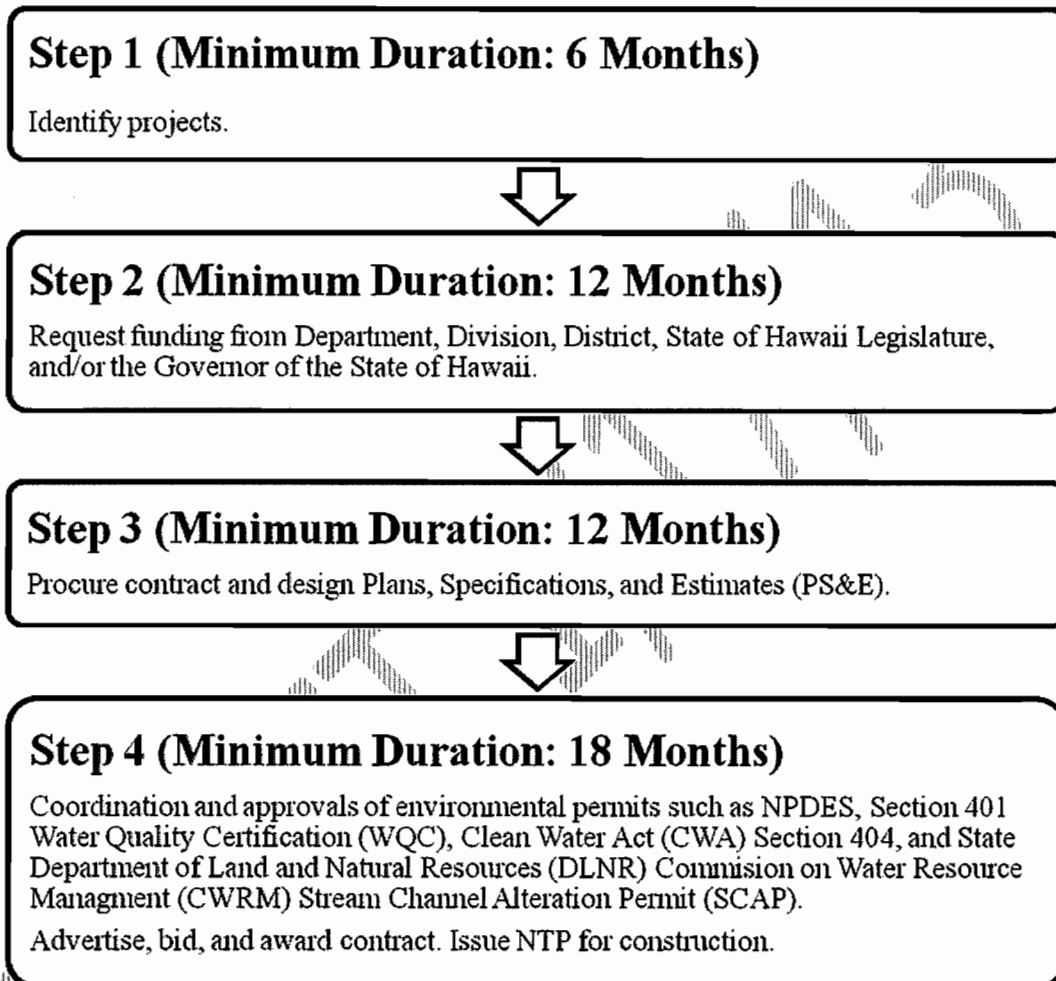 Step 1 (Minimum Duration: 6 Months)
Identify projects.
Step 2 (Minimum Duration: 12 Months)
Request funding from Department, Division, District, State of Hawaii Legislature,
and/or the Governor of the State of Hawaii.
Step 3 (Minimum Duration: 12 Months)
Procure contract and design Plans, Specifications, and Estimates (PS&E).
Step 4 (Minimum Duration: 18 Months)
Coordination and approvals of environmental permits such as NPDES, Section 401
Water Quality Certification (WQC), Clean Water Act (CWA) Section 404, and State
Department of Land and Natural Resources (DLNR) Commision on Water Resource
Managment (CWRM) Stream Channel Alteration Permit (SCAP).
Advertise, bid, and award contract. Issue NTP for construction.